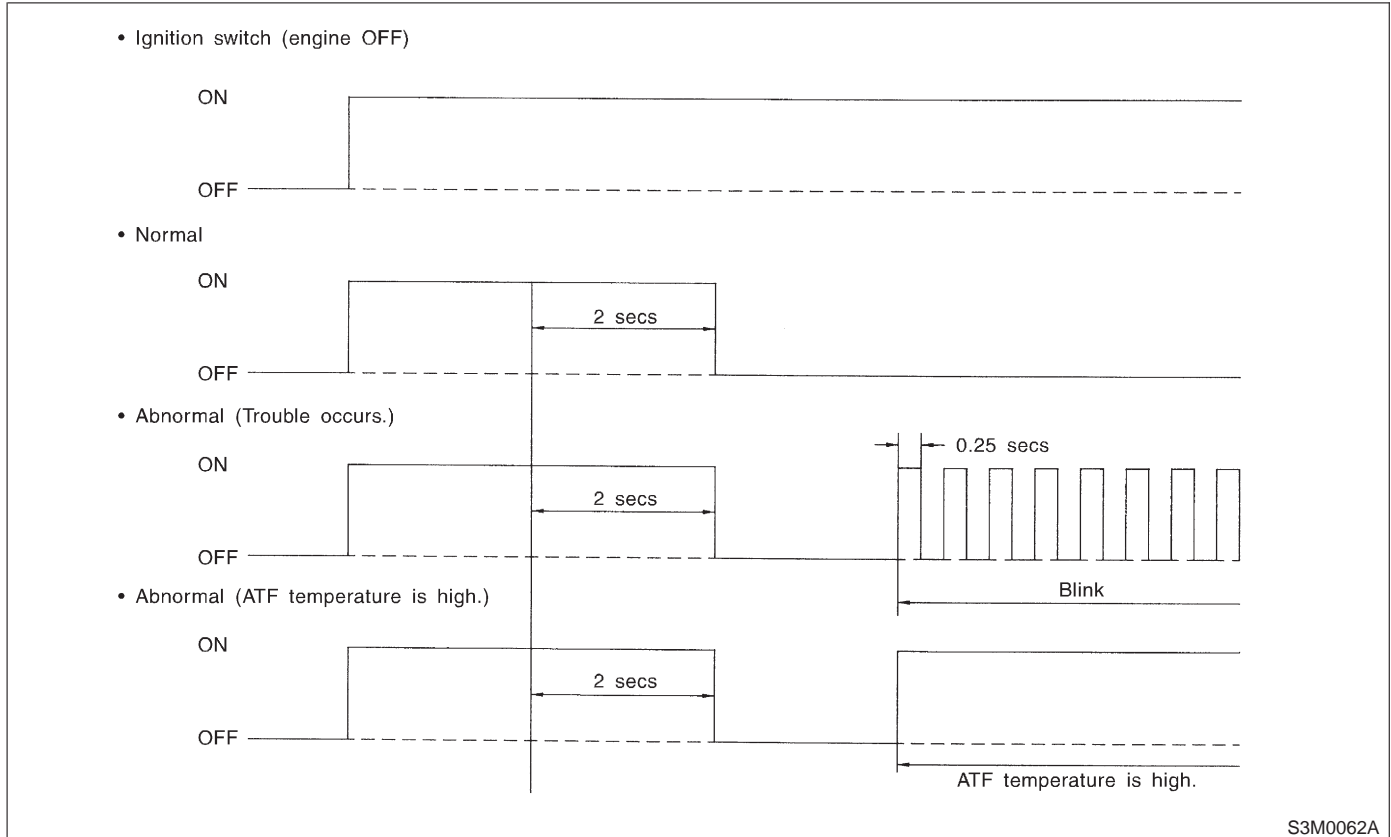 • Ignition switch (engine OFF)
ON
OFF
• Normal
ON
2 secs
OFF
• Abnormal (Trouble occurs.)
0.25 secs
ON
2 secs
OFF
Blink
• Abnormal (ATF temperature is high.)
ON
2 secs
OFF
ATF temperature is high.
S3M0062A